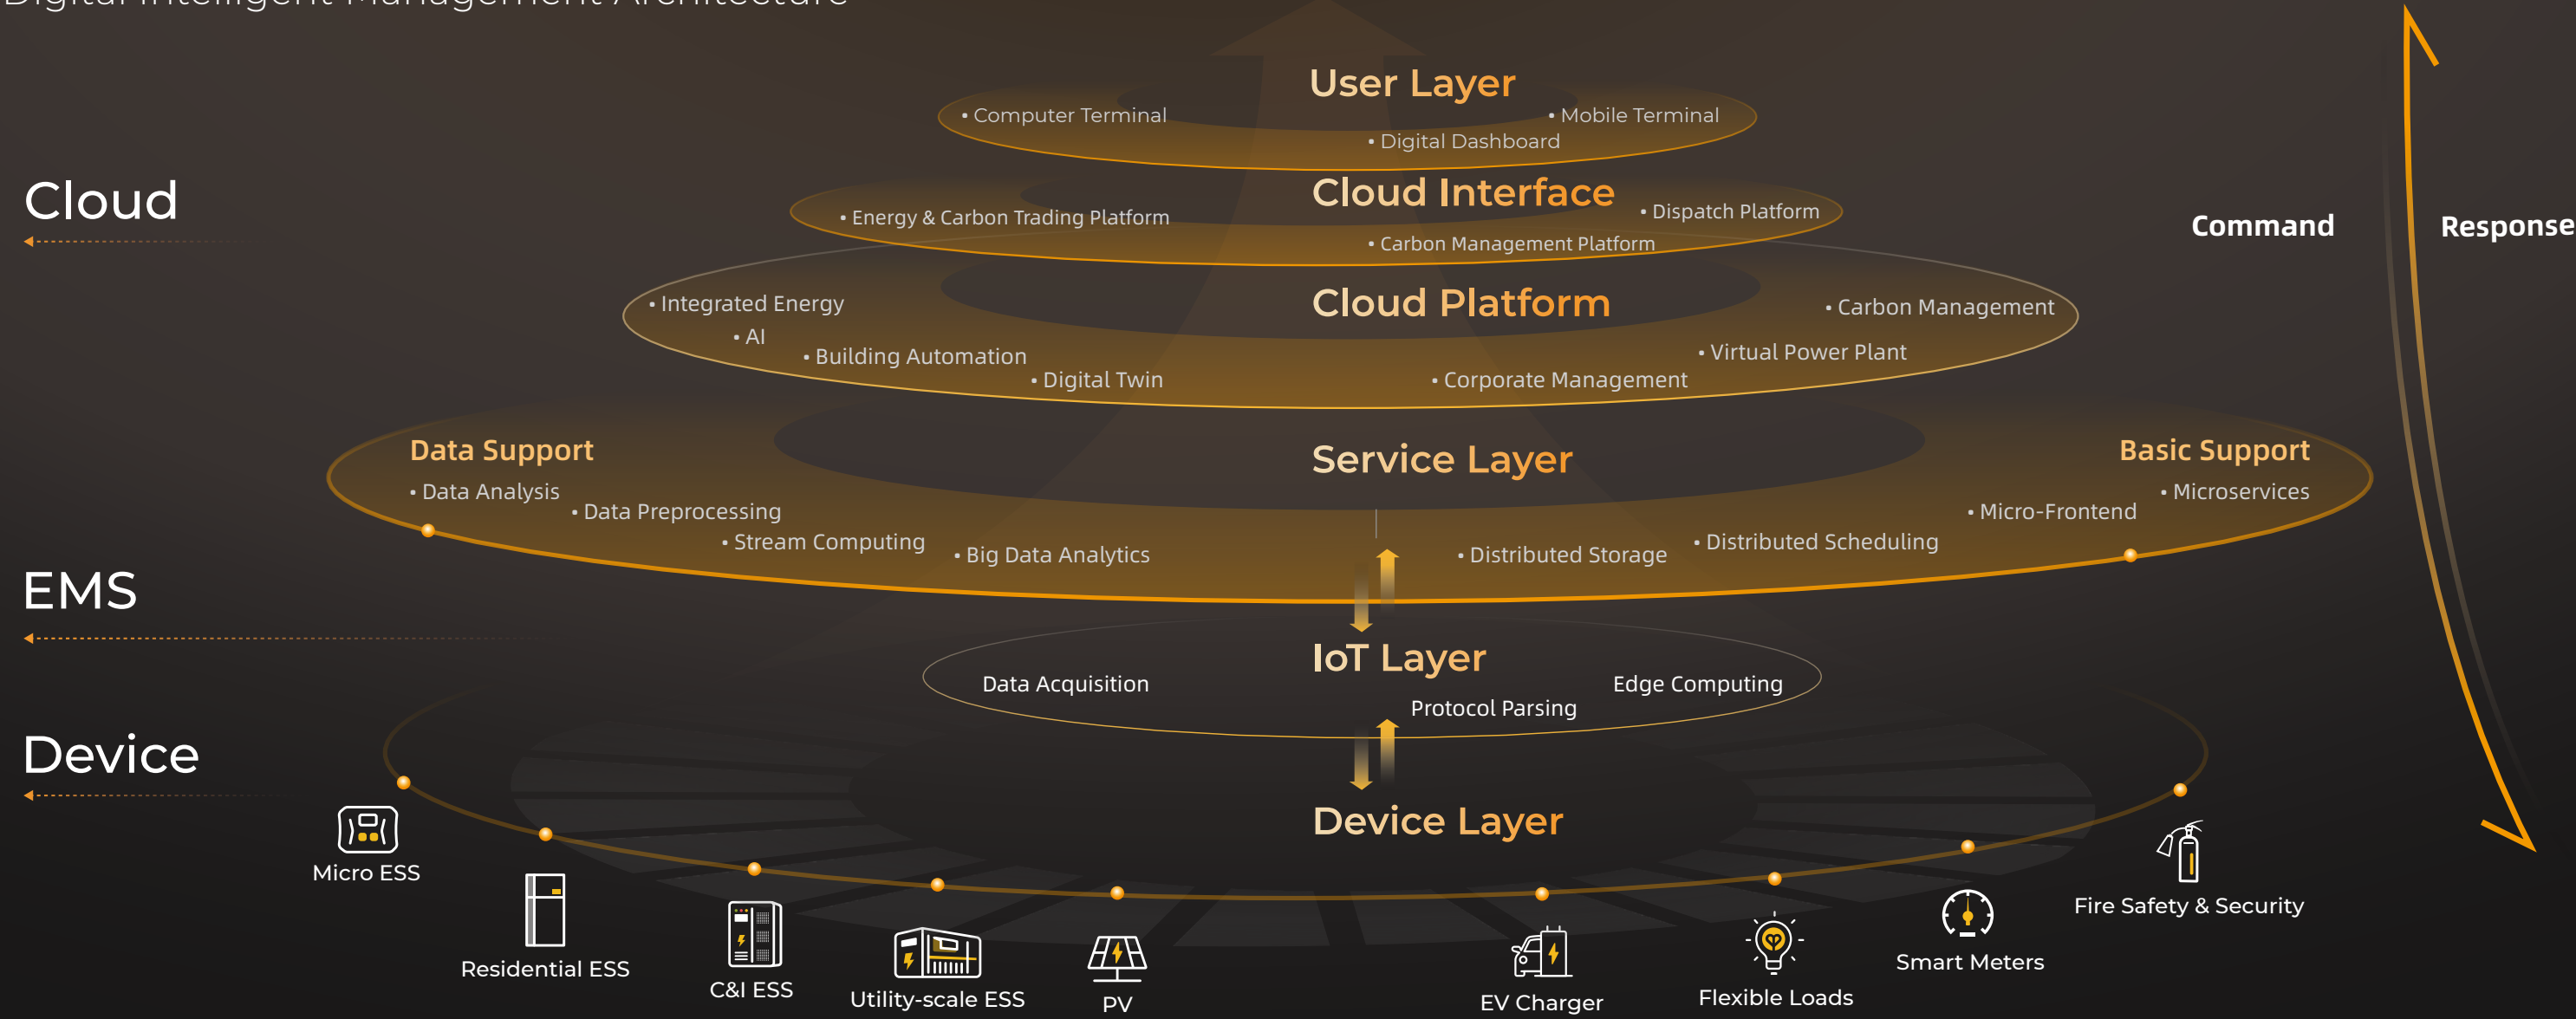 Digital Intelligent Management Architecture
User Layer
• Computer Terminal
• Mobile Terminal
• Digital Dashboard
Cloud
Cloud Interface
• Energy & Carbon Trading Platform
• Dispatch Platform
• Carbon Management Platform
Command
Response
Cloud Platform
• Integrated Energy
• AI
• Building Automation
• Digital Twin
• Corporate Management
• Virtual Power Plant
• Carbon Management
Service Layer
Data Support
• Data Analysis
• Data Preprocessing
• Stream Computing
• Big Data Analytics
Basic Support
• Microservices
• Micro-Frontend
• Distributed Scheduling
• Distributed Storage
EMS
IoT Layer
Data Acquisition
Protocol Parsing
Edge Computing
Device
Device Layer
Micro ESS
Residential ESS
C&I ESS
Utility-scale ESS
PV
EV Charger
Flexible Loads
Smart Meters
Fire Safety & Security